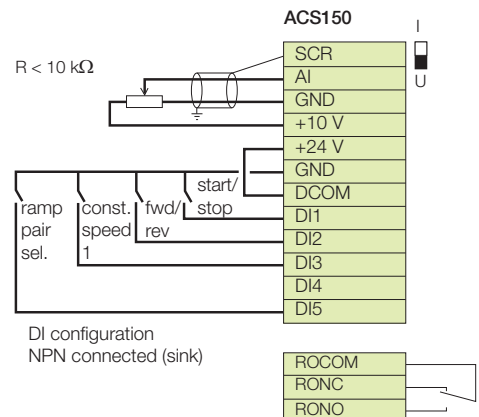 ACS150
I
U
R < 10 kΩ
SCR
AI
GND
+10 V
+24 V
GND
DCOM
DI1
DI2
DI3
DI4
DI5
ramp
pair
sel.
const.
speed
1
fwd/
rev
start/
stop
DI configuration
NPN connected (sink)
ROCOM
RONC
RONO